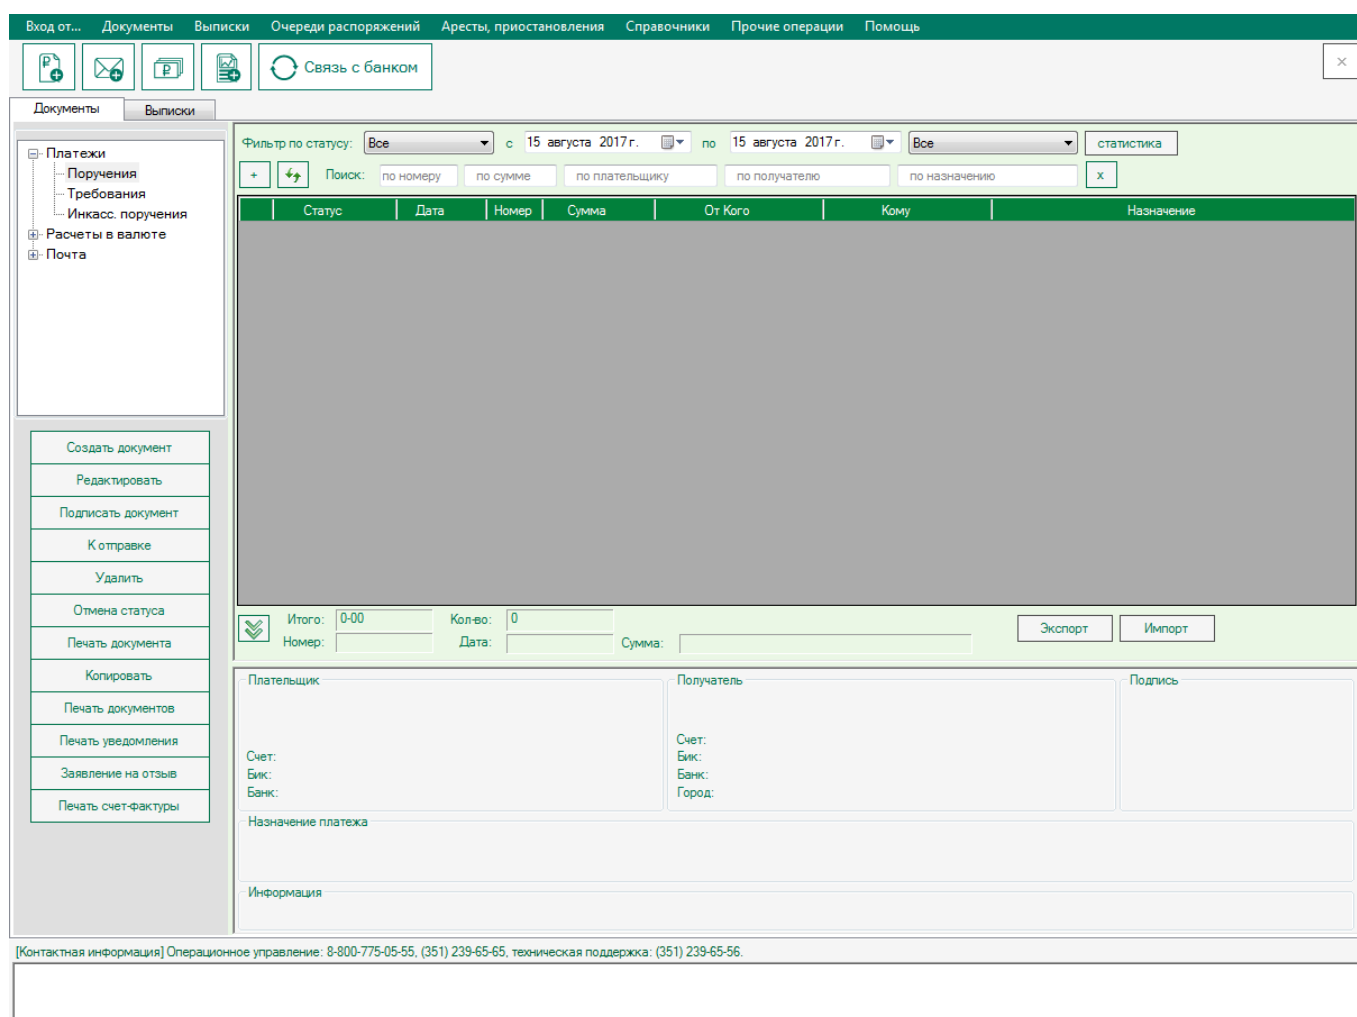 Вход от... Документы Выписки Очереди распоряжений Аресты, приостановления Справочники Прочие операции Помощь
Связь с банком
Документы Выписки
Платежи
Поручения
Требования
Инкасс. поручения
Расчеты в валюте
Почта
Создать документ
Редактировать
Подписать документ
К отправке
Удалить
Отмена статуса
Печать документа
Копировать
Печать документов
Печать уведомления
Заявление на отзыв
Печать счет-фактуры
Фильтр по статусу: Все с 15 августа 2017 г. по 15 августа 2017 г. Все статистика
+ Поиск: по номеру по сумме по плательщику по получателю по назначению x
Статус Дата Номер Сумма От Кого Кому Назначение
Итого: 0-00 Кол-во: 0
Номер: Дата: Сумма:
Экспорт Импорт
Плательщик
Счет:
Бик:
Банк:
Получатель
Счет:
Бик:
Банк:
Город:
Подпись
Назначение платежа
Информация
[Контактная информация] Операционное управление: 8-800-775-05-55, (351) 239-65-65, техническая поддержка: (351) 239-65-56.